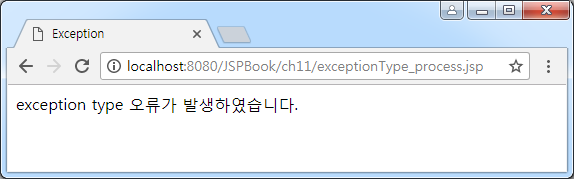 Exception
localhost:8080/JSPBook/ch11/exceptionType_process.jsp
exception type 오류가 발생하였습니다.